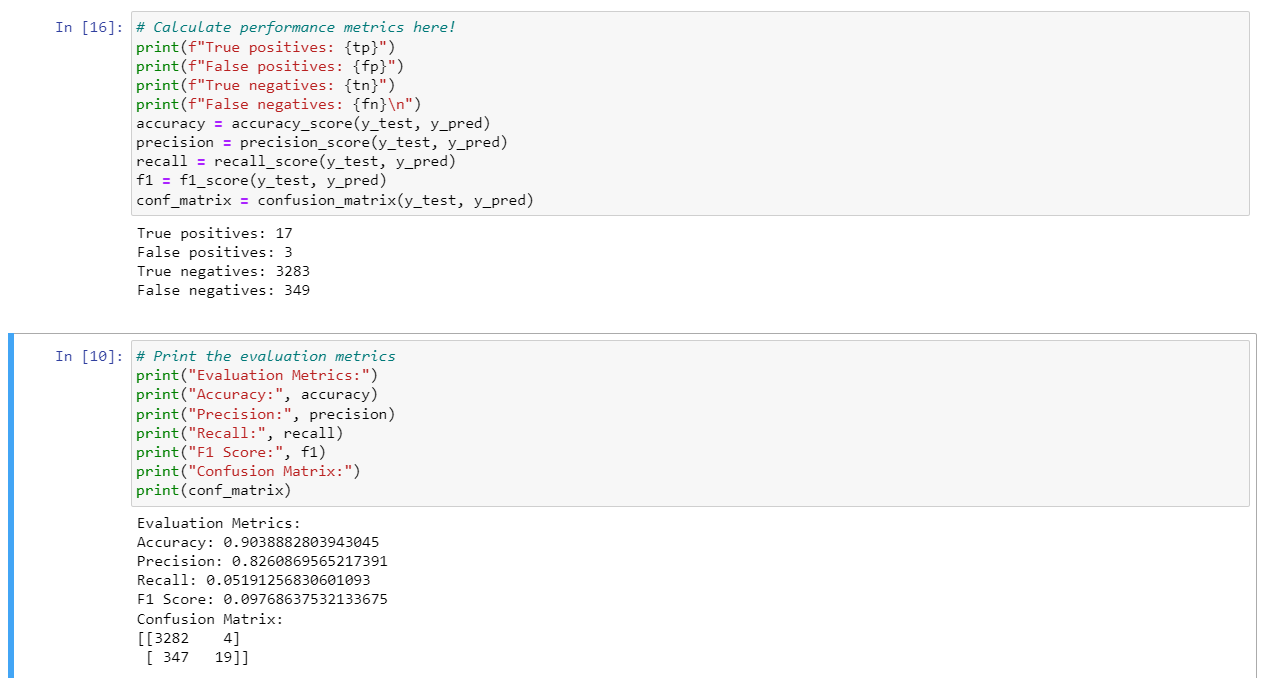 In [16]: # Calculate performance metrics here!
print(f"True positives: {tp}")
print(f"False positives: {fp}")
print(f"True negatives: {tn}")
print(f"False negatives: {fn}\n")
accuracy = accuracy_score(y_test, y_pred)
precision = precision_score(y_test, y_pred)
recall = recall_score(y_test, y_pred)
f1 = f1_score(y_test, y_pred)
conf_matrix = confusion_matrix(y_test, y_pred)
True positives: 17
False positives: 3
True negatives: 3283
False negatives: 349
In [10]: # Print the evaluation metrics
print("Evaluation Metrics:")
print("Accuracy:", accuracy)
print("Precision:", precision)
print("Recall:", recall)
print("F1 Score:", f1)
print("Confusion Matrix:")
print(conf_matrix)
Evaluation Metrics:
Accuracy: 0.9038882803943045
Precision: 0.8260869565217391
Recall: 0.05191256830601093
F1 Score: 0.09768637532133675
Confusion Matrix:
[[3282    4]
 [ 347   19]]